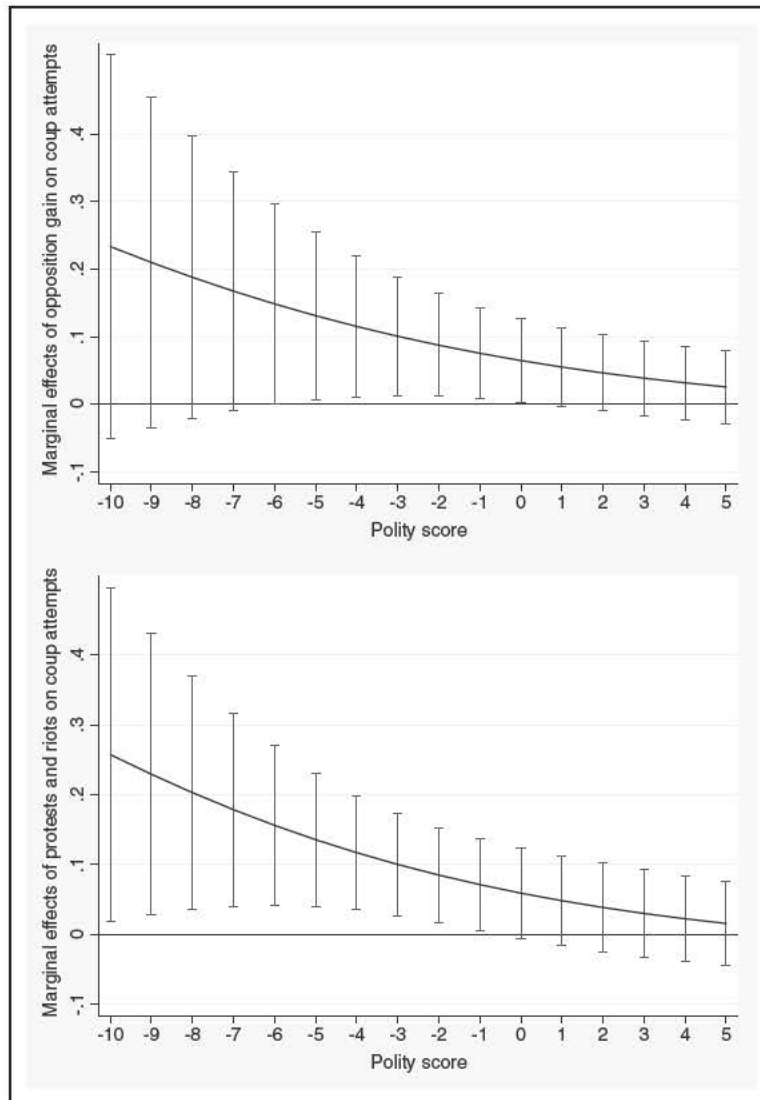 Marginal effects of opposition gain on coup attempts
.4
.3
.2
.1
0
-.1
-10 -9 -8 -7 -6 -5 -4 -3 -2 -1 0 1 2 3 4 5
Polity score
Marginal effects of protests and riots on coup attempts
.4
.3
.2
.1
0
-.1
-10 -9 -8 -7 -6 -5 -4 -3 -2 -1 0 1 2 3 4 5
Polity score